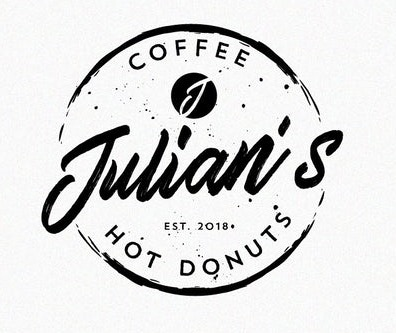 COFFEE
J
Julian's
EST. 2018
HOT DONUTS